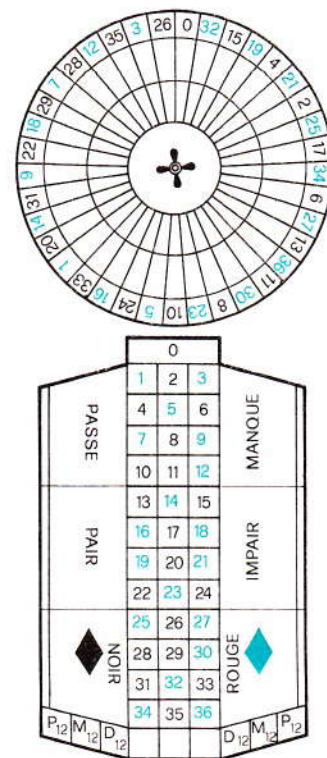 0 32 15 19 4 21 2 25 17 34 6 27 13 36 11 30 8 23 10 5 24 16 33 1 20 14 31 9 22 18 29 7 28 12 35 3 26
0
1 2 3
4 5 6
7 8 9
10 11 12
13 14 15
16 17 18
19 20 21
22 23 24
25 26 27
28 29 30
31 32 33
34 35 36
PASSE
MANQUE
PAIR
IMPAIR
NOIR
ROUGE
P12 M12 D12
D12 M12 P12